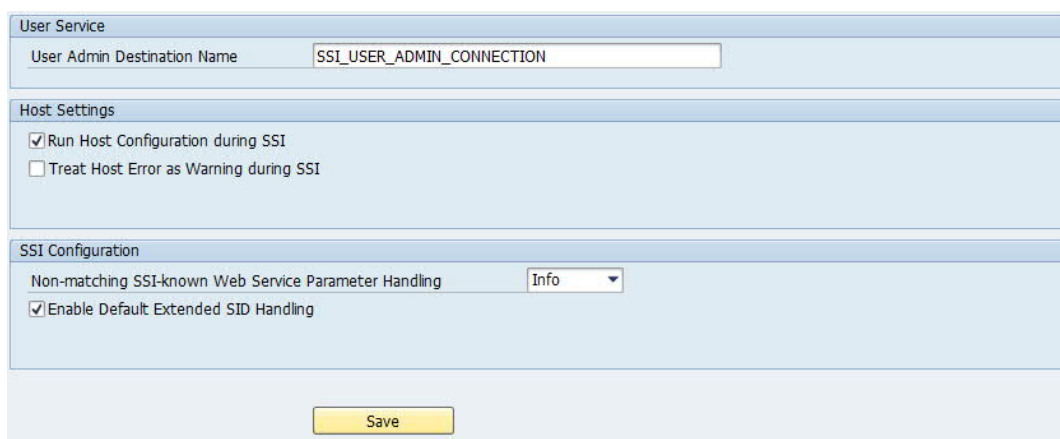 User Service
User Admin Destination Name SSI_USER_ADMIN_CONNECTION
Host Settings
Run Host Configuration during SSI
Treat Host Error as Warning during SSI
SSI Configuration
Non-matching SSI-known Web Service Parameter Handling Info
Enable Default Extended SID Handling
Save